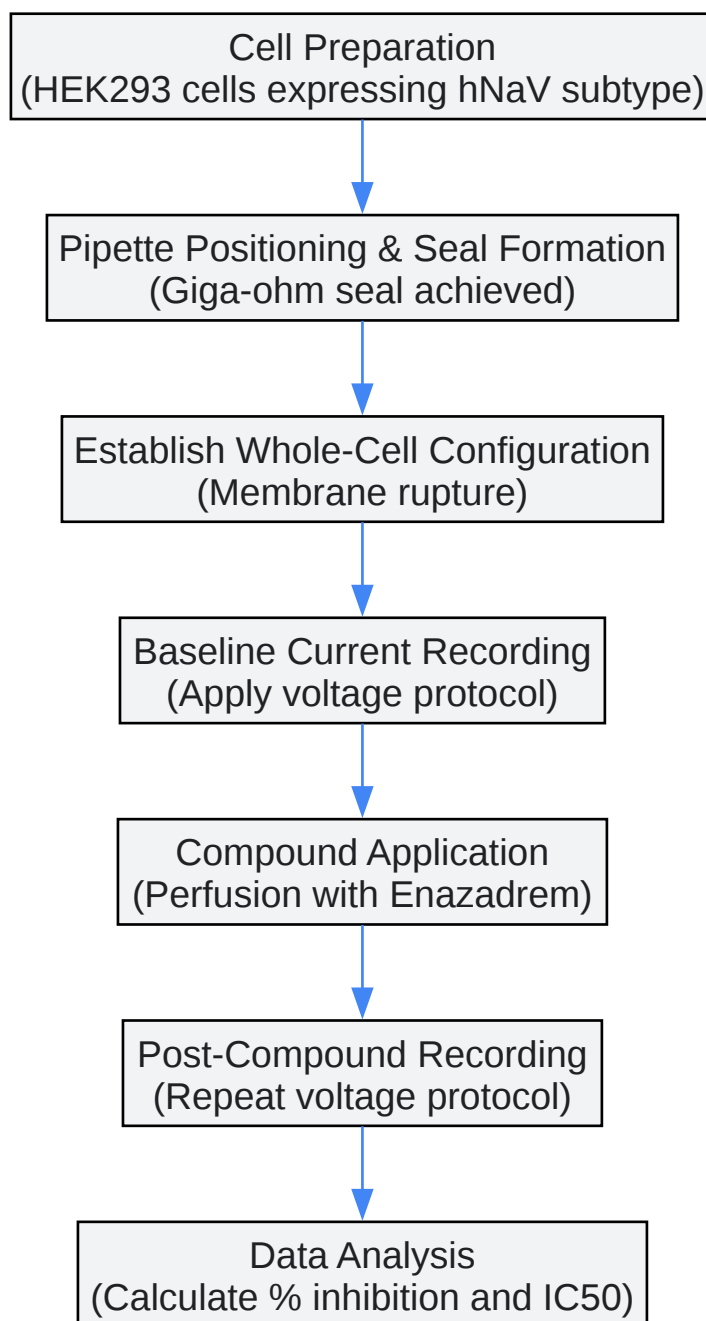 Cell Preparation
(HEK293 cells expressing hNaV subtype)
Pipette Positioning & Seal Formation
(Giga-ohm seal achieved)
Establish Whole-Cell Configuration
(Membrane rupture)
Baseline Current Recording
(Apply voltage protocol)
Compound Application
(Perfusion with Enazadrem)
Post-Compound Recording
(Repeat voltage protocol)
Data Analysis
(Calculate % inhibition and IC50)